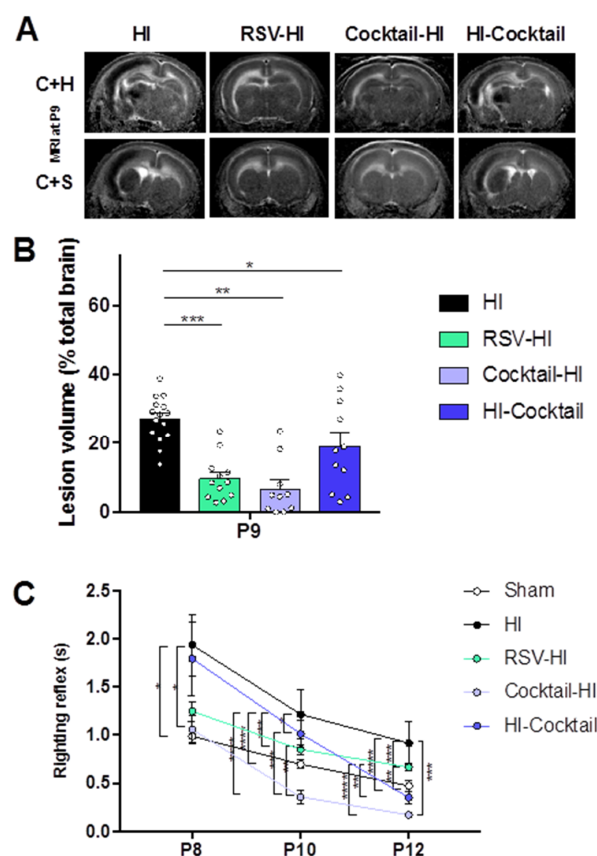 A
HI RSV-HI Cocktail-HI HI-Cocktail
C+H
MRI at P9
C+S
B
Lesion volume (% total brain)
60
40
20
0
*
**
***
P9
HI
RSV-HI
Cocktail-HI
HI-Cocktail
C
Righting reflex (s)
2.5
2.0
1.5
1.0
0.5
0.0
P8 P10 P12
Sham
HI
RSV-HI
Cocktail-HI
HI-Cocktail